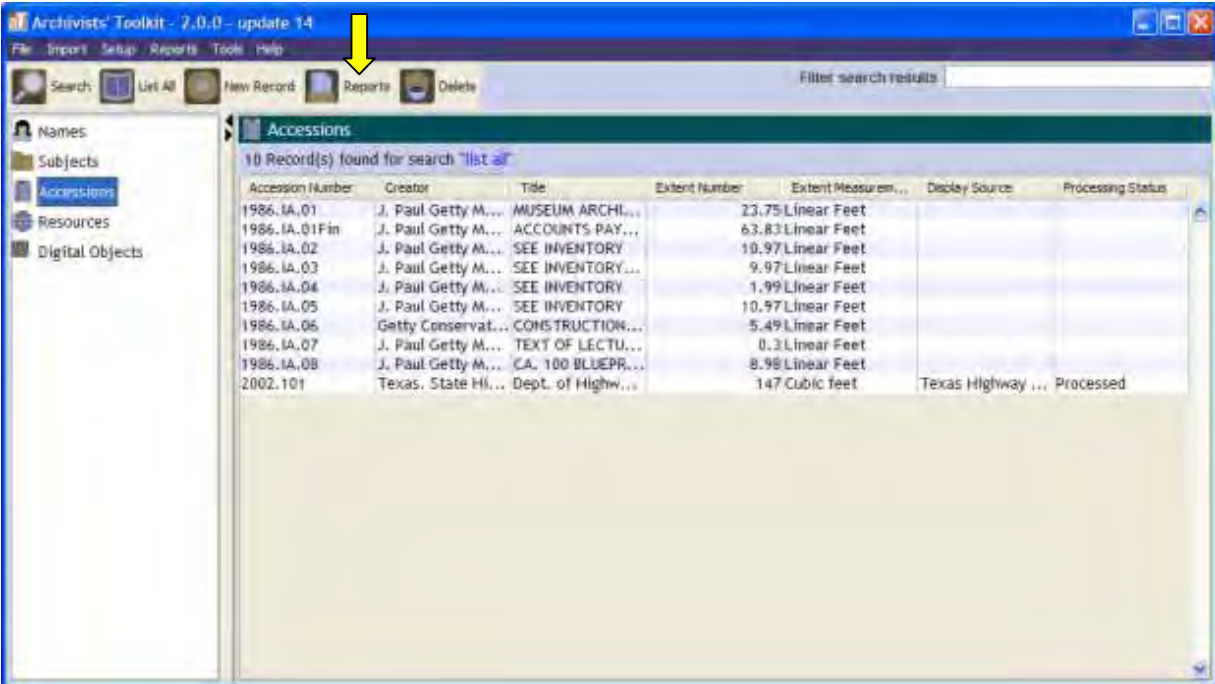 Archivists' Toolkit - 2.0.0 - update 14
File Import Setup Reports Tools Help
Search List All New Record Reports Delete Filter search results
Names
Subjects
Accessions
Resources
Digital Objects
Accessions
10 Record(s) found for search "list all"
Accession Number Creator Title Extent Number Extent Measurem... Display Source Processing Status
1986.IA.01 J. Paul Getty M... MUSEUM ARCHI... 23.75 Linear Feet
1986.IA.01Fin J. Paul Getty M... ACCOUNTS PAY... 63.83 Linear Feet
1986.IA.02 J. Paul Getty M... SEE INVENTORY 10.97 Linear Feet
1986.IA.03 J. Paul Getty M... SEE INVENTORY... 9.97 Linear Feet
1986.IA.04 J. Paul Getty M... SEE INVENTORY 1.99 Linear Feet
1986.IA.05 J. Paul Getty M... SEE INVENTORY 10.97 Linear Feet
1986.IA.06 Getty Conservat... CONSTRUCTION... 5.49 Linear Feet
1986.IA.07 J. Paul Getty M... TEXT OF LECTU... 0.3 Linear Feet
1986.IA.08 J. Paul Getty M... CA. 100 BLUEPR... 8.98 Linear Feet
2002.101 Texas. State Hi... Dept. of Highw... 147 Cubic feet Texas Highway ... Processed